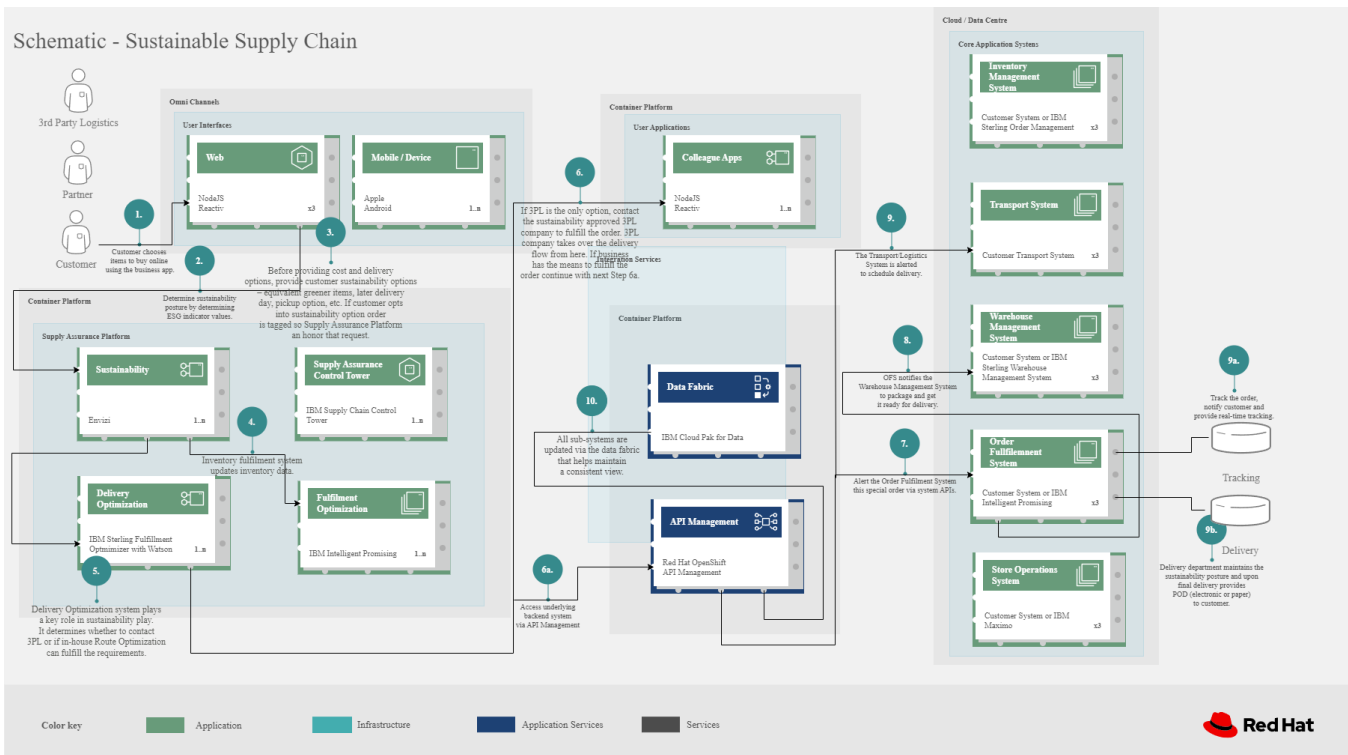 Schematic - Sustainable Supply Chain
3rd Party Logistics
Partner
Customer
1.
Customer chooses
items to buy online
using the business app.
2.
Determine sustainability
posture by determining
ESG indicator values.
Omni Channels
User Interfaces
Web
NodeJS
Reactiv
x3
Mobile / Device
Apple
Android
1..n
3.
Before providing cost and delivery
options, provide customer sustainability options
– equivalent greener items, later delivery
day, pickup option, etc. If customer opts
into sustainability option order
is tagged so Supply Assurance Platform
an honor that request.
Container Platform
Supply Assurance Platform
Sustainability
Envizi
1..n
Supply Assurance
Control Tower
IBM Supply Chain Control
Tower
1..n
4.
Inventory fulfilment system
updates inventory data.
Delivery
Optimization
IBM Sterling Fulfillment
Optmimizer with Watson
1..n
Fulfilment
Optimization
IBM Intelligent Promising
1..n
5.
Delivery Optimization system plays
a key role in sustainability play.
It determines whether to contact
3PL or if in-house Route Optimization
can fulfill the requirements.
6.
If 3PL is the only option, contact
the sustainability approved 3PL
company to fulfill the order. 3PL
company takes over the delivery
flow from here. If business
has the means to fulfill the
order continue with next Step 6a.
Container Platform
User Applications
Colleague Apps
NodeJS
Reactiv
1..n
Integration Services
Container Platform
Data Fabric
IBM Cloud Pak for Data
10.
All sub-systems are
updated via the data fabric
that helps maintain
a consistent view.
API Management
Red Hat OpenShift
API Management
6a.
Access underlying
backend system
via API Management
9.
The Transport/Logistics
System is alerted
to schedule delivery.
8.
OFS notifies the
Warehouse Management System
to package and get
it ready for delivery.
7.
Alert the Order Fulfilment System
this special order via system APIs.
Cloud / Data Centre
Core Application Systens
Inventory
Management
System
Customer System or IBM
Sterling Order Management
x3
Transport System
Customer Transport System
x3
Warehouse
Management
System
Customer System or IBM
Sterling Warehouse
Management System
x3
Order
Fullfilemnent
System
Customer System or IBM
Intelligent Promising
x3
Store Operations
System
Customer System or IBM
Maximo
x3
9a.
Track the order,
notify customer and
provide real-time tracking.
Tracking
9b.
Delivery
Delivery department maintains the
sustainability posture and upon
final delivery provides
POD (electronic or paper)
to customer.
Color key
Application
Infrastructure
Application Services
Services
Red Hat